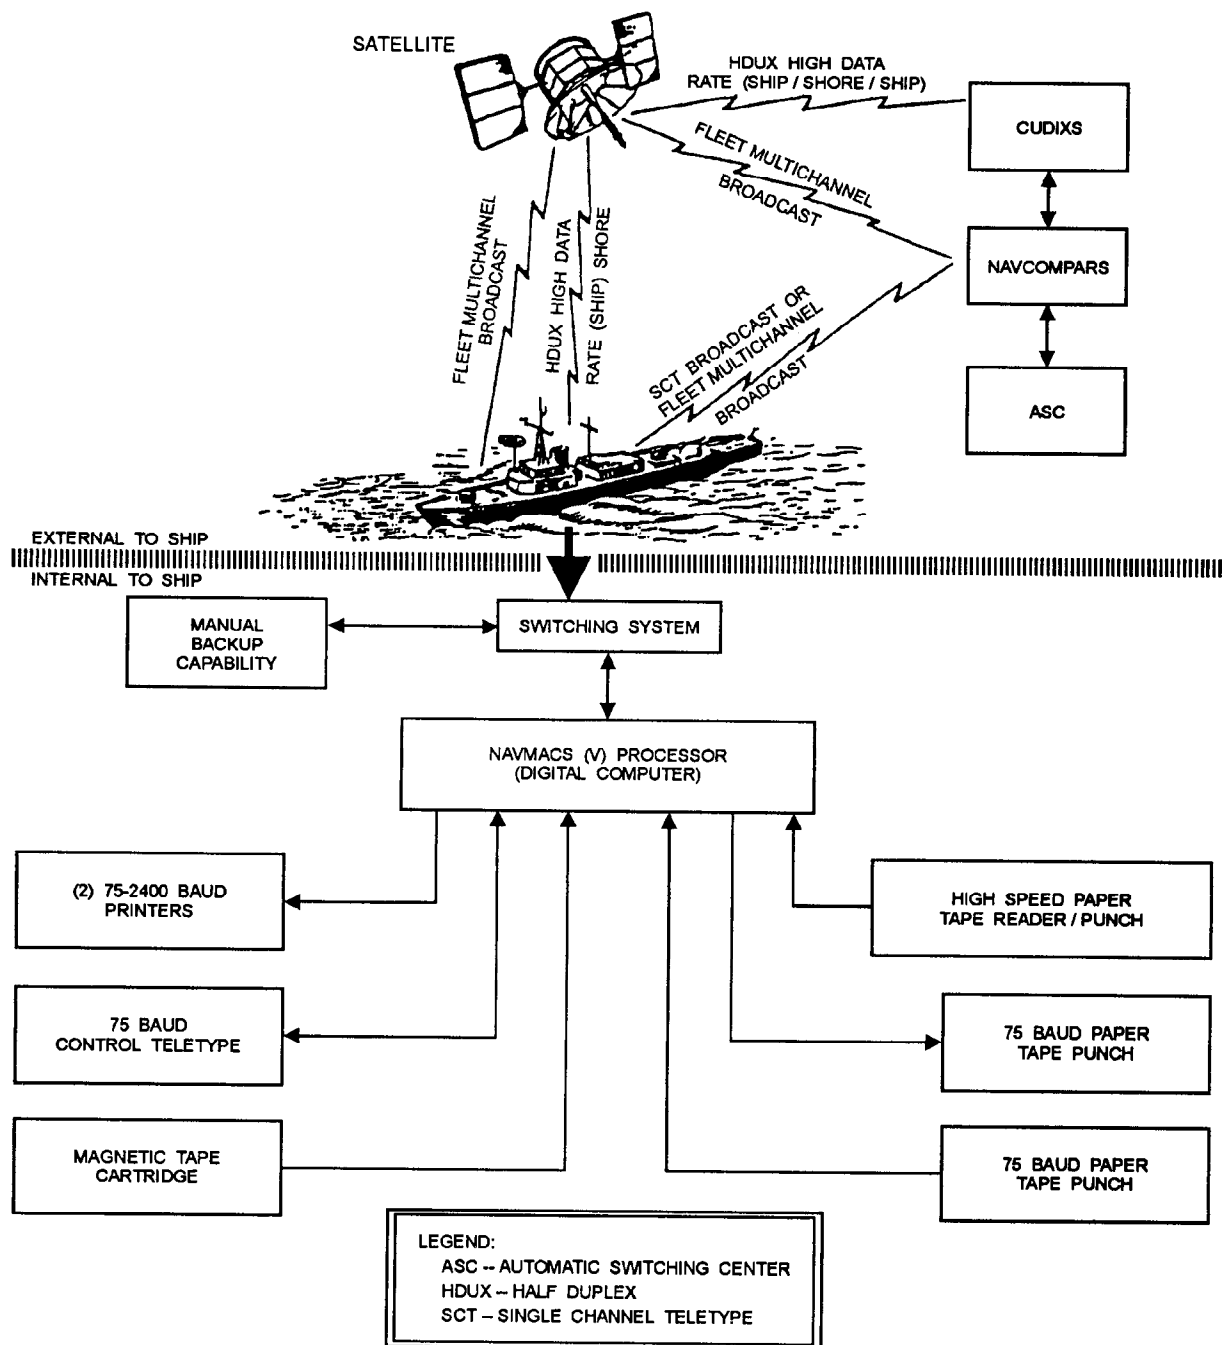 SATELLITE
HDUX HIGH DATA
RATE (SHIP / SHORE / SHIP)
CUDIXS
FLEET MULTICHANNEL
BROADCAST
NAVCOMPARS
FLEET MULTICHANNEL
BROADCAST
HDUX HIGH DATA
RATE (SHIP) SHORE
SCT BROADCAST OR
FLEET MULTICHANNEL
BROADCAST
ASC
EXTERNAL TO SHIP
INTERNAL TO SHIP
MANUAL
BACKUP
CAPABILITY
SWITCHING SYSTEM
NAVMACS (V) PROCESSOR
(DIGITAL COMPUTER)
(2) 75-2400 BAUD
PRINTERS
HIGH SPEED PAPER
TAPE READER / PUNCH
75 BAUD
CONTROL TELETYPE
75 BAUD PAPER
TAPE PUNCH
MAGNETIC TAPE
CARTRIDGE
75 BAUD PAPER
TAPE PUNCH
LEGEND:
ASC -- AUTOMATIC SWITCHING CENTER
HDUX -- HALF DUPLEX
SCT -- SINGLE CHANNEL TELETYPE